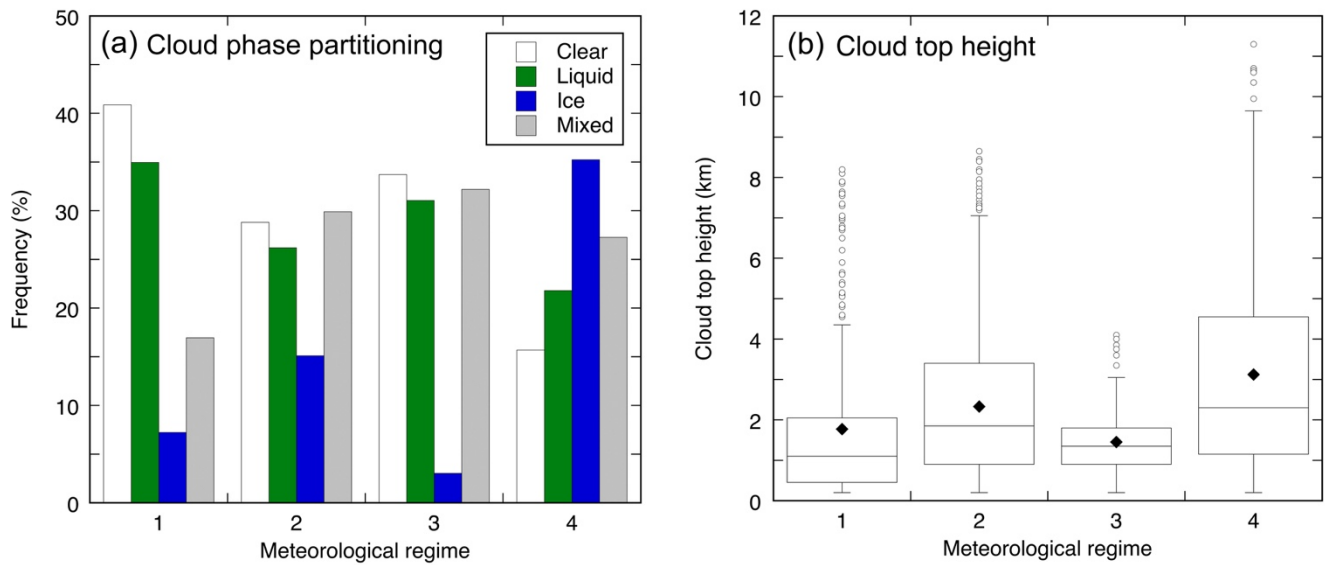 (a) Cloud phase partitioning
Clear
Liquid
Ice
Mixed
50
40
30
20
10
0
Frequency (%)
1 2 3 4
Meteorological regime
(b) Cloud top height
12
10
8
6
4
2
0
Cloud top height (km)
1 2 3 4
Meteorological regime